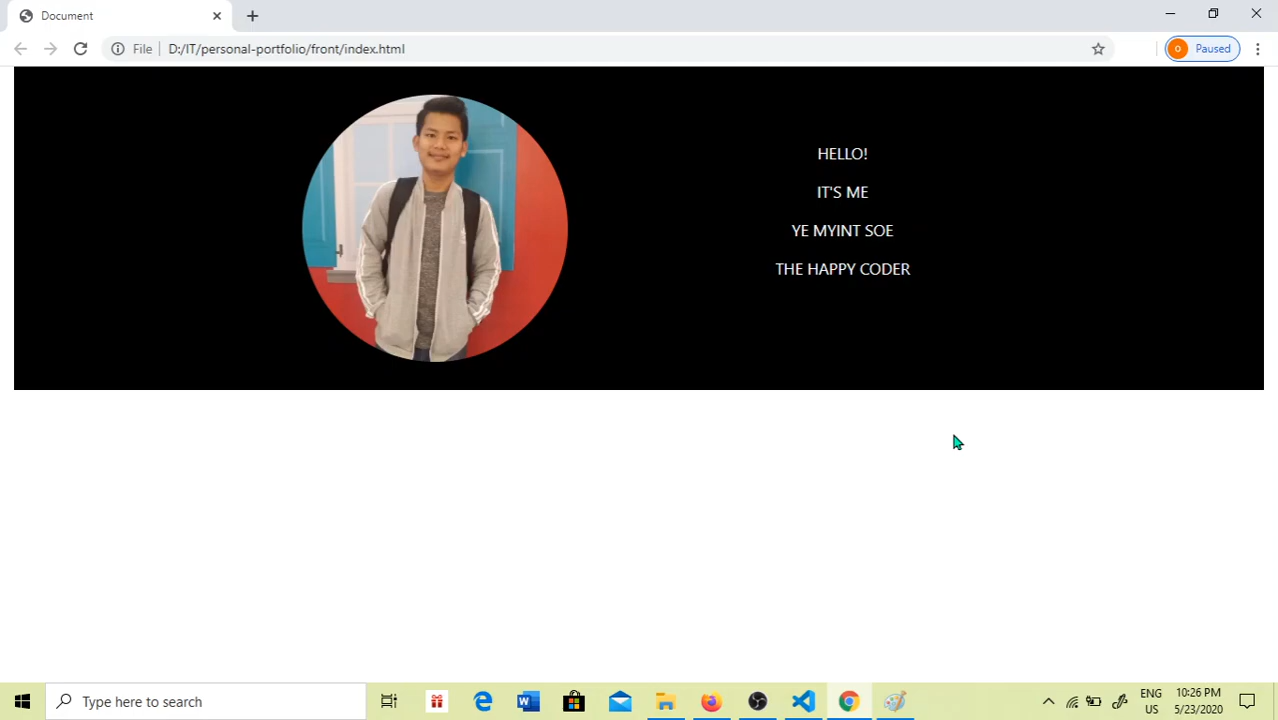 Document
File
D:/IT/personal-portfolio/front/index.html
0
Paused
HELLO!
IT'S ME
YE MYINT SOE
THE HAPPY CODER
Type here to search
W
ENG
US
10:26 PM
5/23/2020